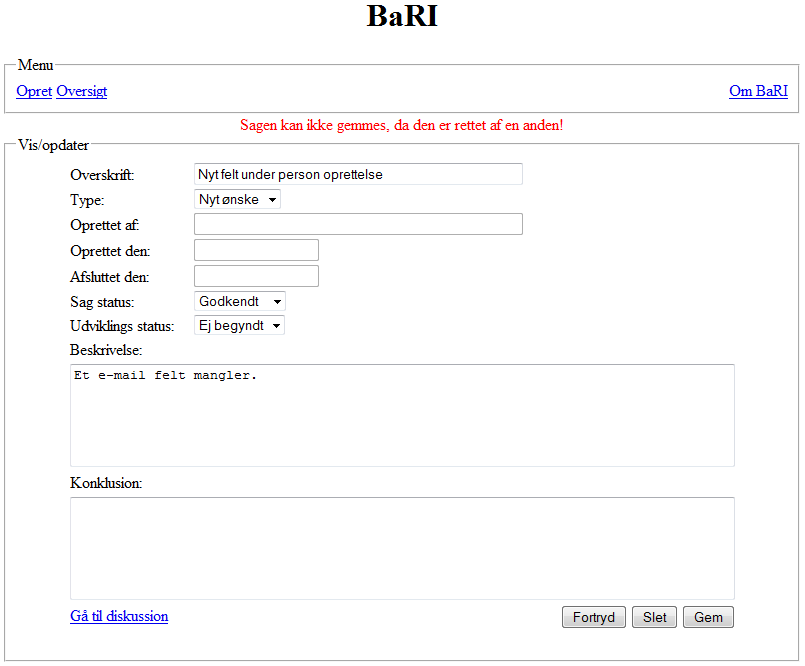 BaRI
Menu
Opret Oversigt Om BaRI
Sagen kan ikke gemmes, da den er rettet af en anden!
Vis/opdater
Overskrift: Nyt felt under person oprettelse
Type: Nyt ønske
Oprettet af:
Oprettet den:
Afsluttet den:
Sag status: Godkendt
Udviklings status: Ej begyndt
Beskrivelse:
Et e-mail felt mangler.
Konklusion:
Gå til diskussion Fortryd Slet Gem